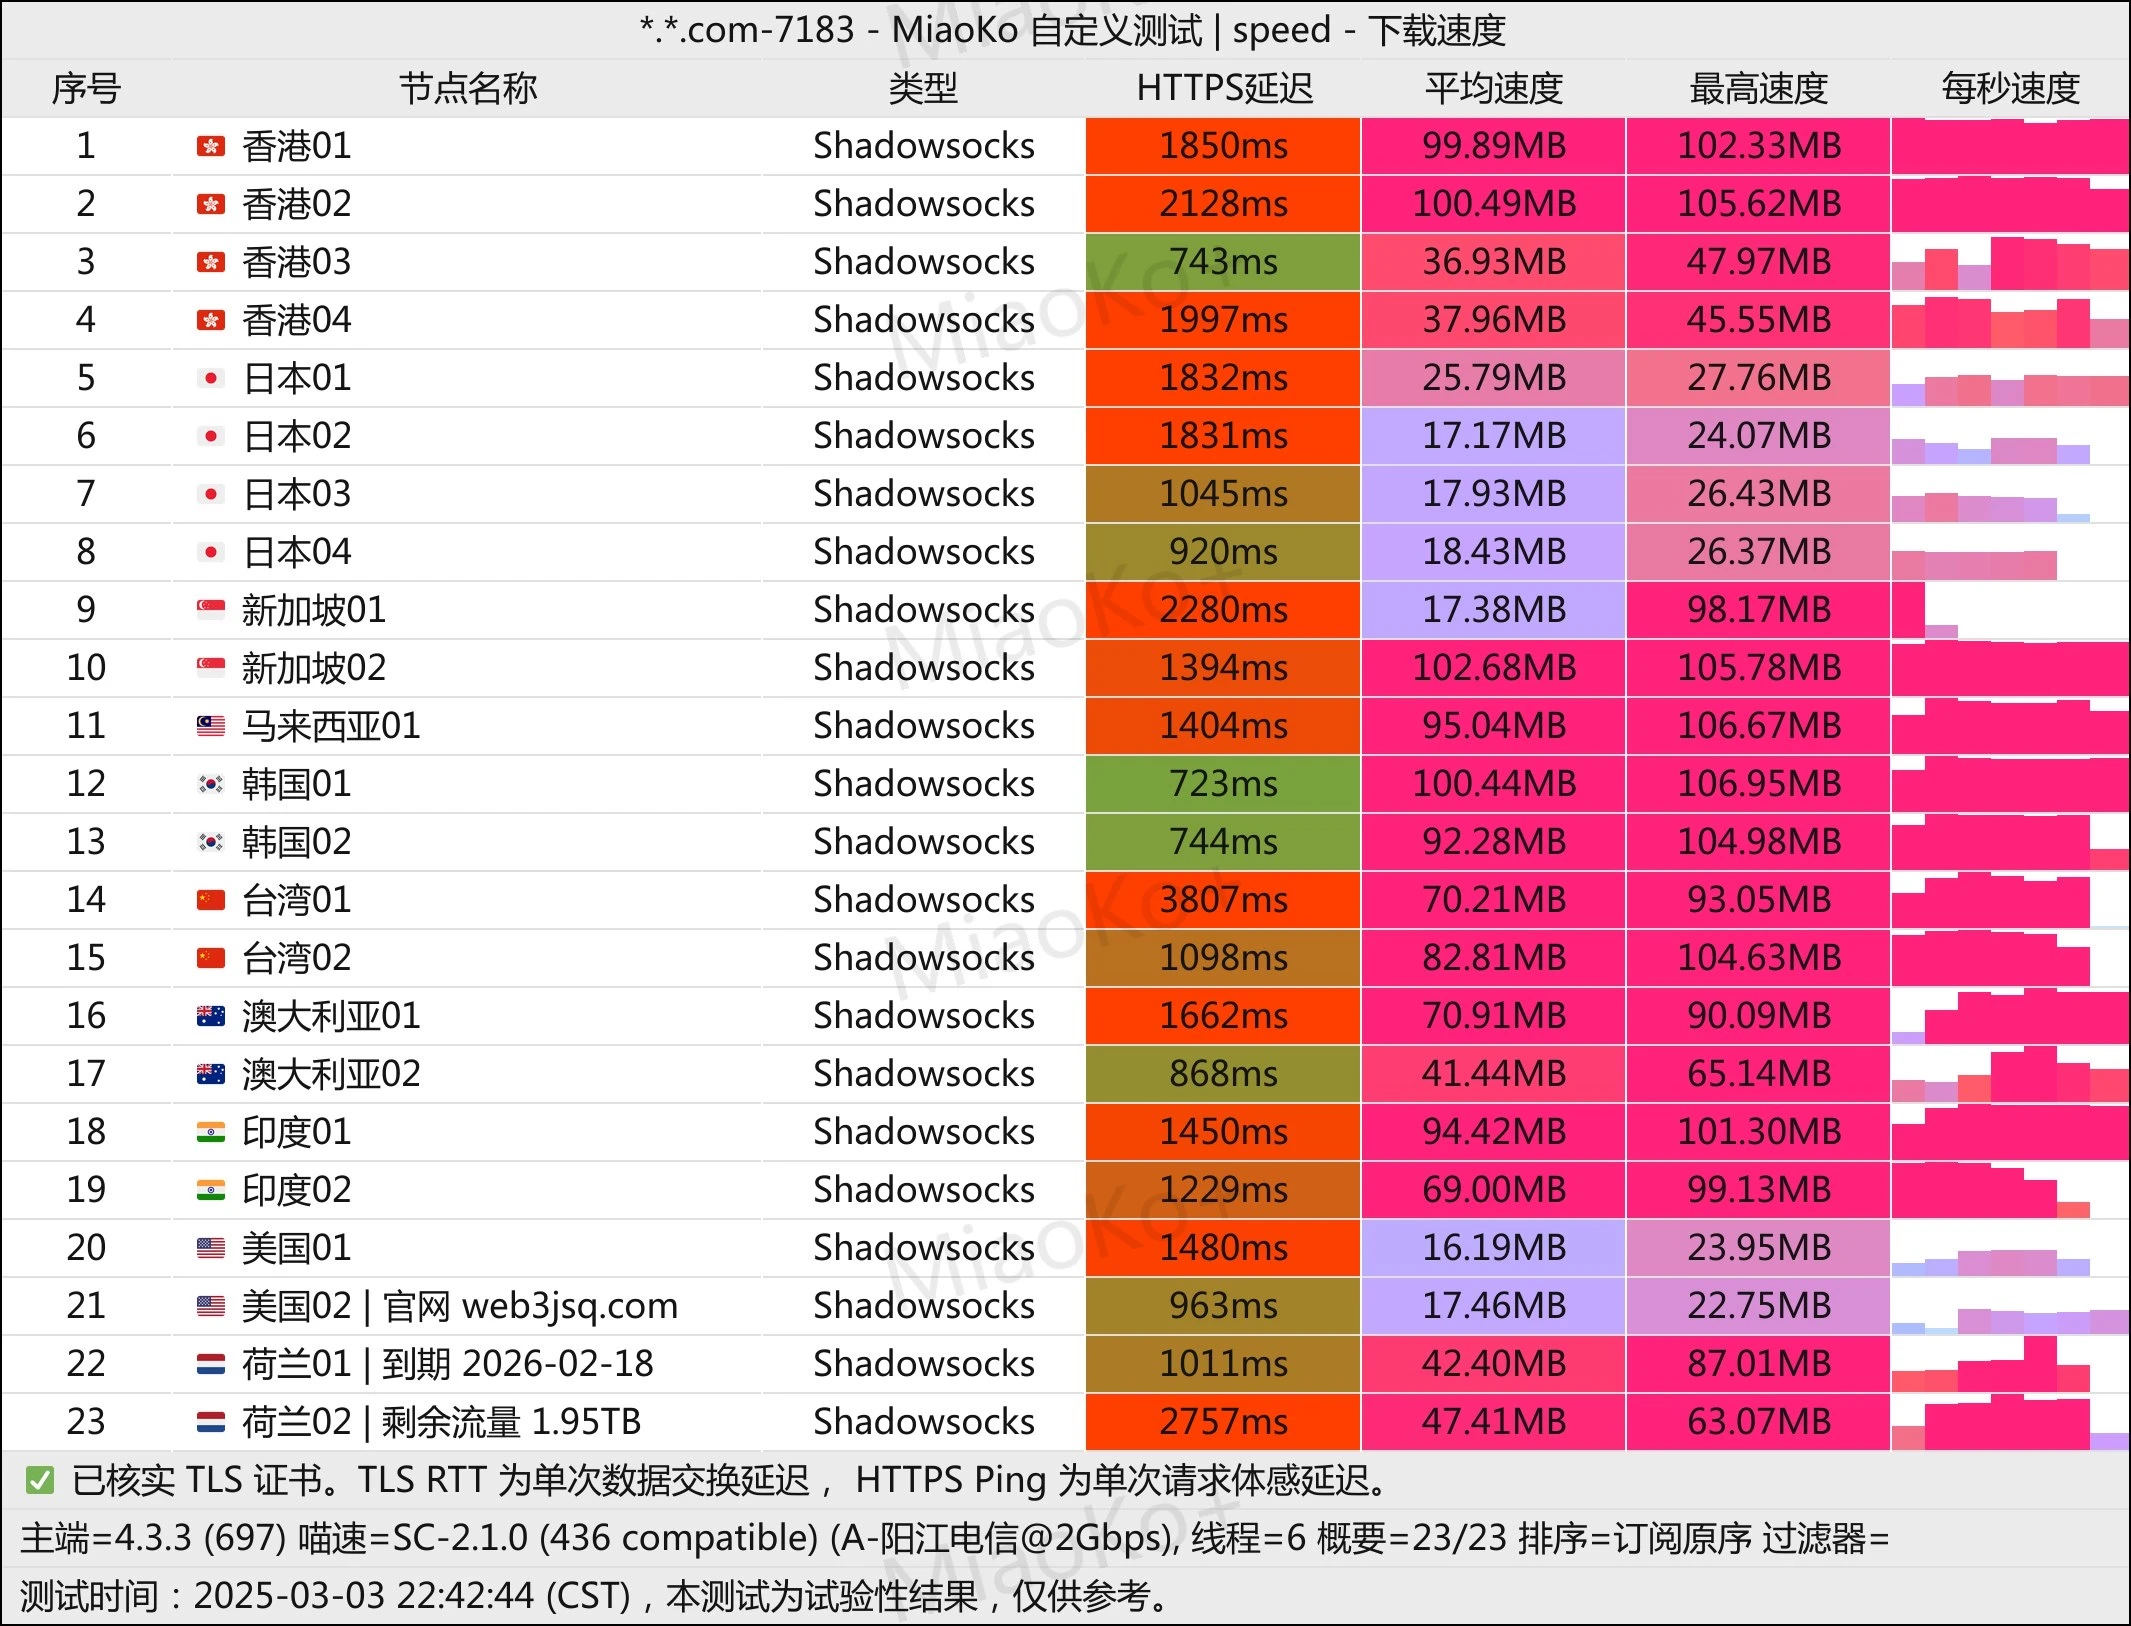 *.*.com-7183 - MiaoKo 自定义测试 | speed - 下载速度
序号 节点名称 类型 HTTPS延迟 平均速度 最高速度 每秒速度
1 香港01 Shadowsocks 1850ms 99.89MB 102.33MB
2 香港02 Shadowsocks 2128ms 100.49MB 105.62MB
3 香港03 Shadowsocks 743ms 36.93MB 47.97MB
4 香港04 Shadowsocks 1997ms 37.96MB 45.55MB
5 日本01 Shadowsocks 1832ms 25.79MB 27.76MB
6 日本02 Shadowsocks 1831ms 17.17MB 24.07MB
7 日本03 Shadowsocks 1045ms 17.93MB 26.43MB
8 日本04 Shadowsocks 920ms 18.43MB 26.37MB
9 新加坡01 Shadowsocks 2280ms 17.38MB 98.17MB
10 新加坡02 Shadowsocks 1394ms 102.68MB 105.78MB
11 马来西亚01 Shadowsocks 1404ms 95.04MB 106.67MB
12 韩国01 Shadowsocks 723ms 100.44MB 106.95MB
13 韩国02 Shadowsocks 744ms 92.28MB 104.98MB
14 台湾01 Shadowsocks 3807ms 70.21MB 93.05MB
15 台湾02 Shadowsocks 1098ms 82.81MB 104.63MB
16 澳大利亚01 Shadowsocks 1662ms 70.91MB 90.09MB
17 澳大利亚02 Shadowsocks 868ms 41.44MB 65.14MB
18 印度01 Shadowsocks 1450ms 94.42MB 101.30MB
19 印度02 Shadowsocks 1229ms 69.00MB 99.13MB
20 美国01 Shadowsocks 1480ms 16.19MB 23.95MB
21 美国02 | 官网 web3jsq.com Shadowsocks 963ms 17.46MB 22.75MB
22 荷兰01 | 到期 2026-02-18 Shadowsocks 1011ms 42.40MB 87.01MB
23 荷兰02 | 剩余流量 1.95TB Shadowsocks 2757ms 47.41MB 63.07MB
✅ 已核实 TLS 证书。TLS RTT 为单次数据交换延迟， HTTPS Ping 为单次请求体感延迟。
主端=4.3.3 (697) 喵速=SC-2.1.0 (436 compatible) (A-阳江电信@2Gbps), 线程=6 概要=23/23 排序=订阅原序 过滤器=
测试时间：2025-03-03 22:42:44 (CST)，本测试为试验性结果，仅供参考。
MiaoKo+
MiaoKo+
MiaoKo+
MiaoKo+
MiaoKo+
MiaoKo+